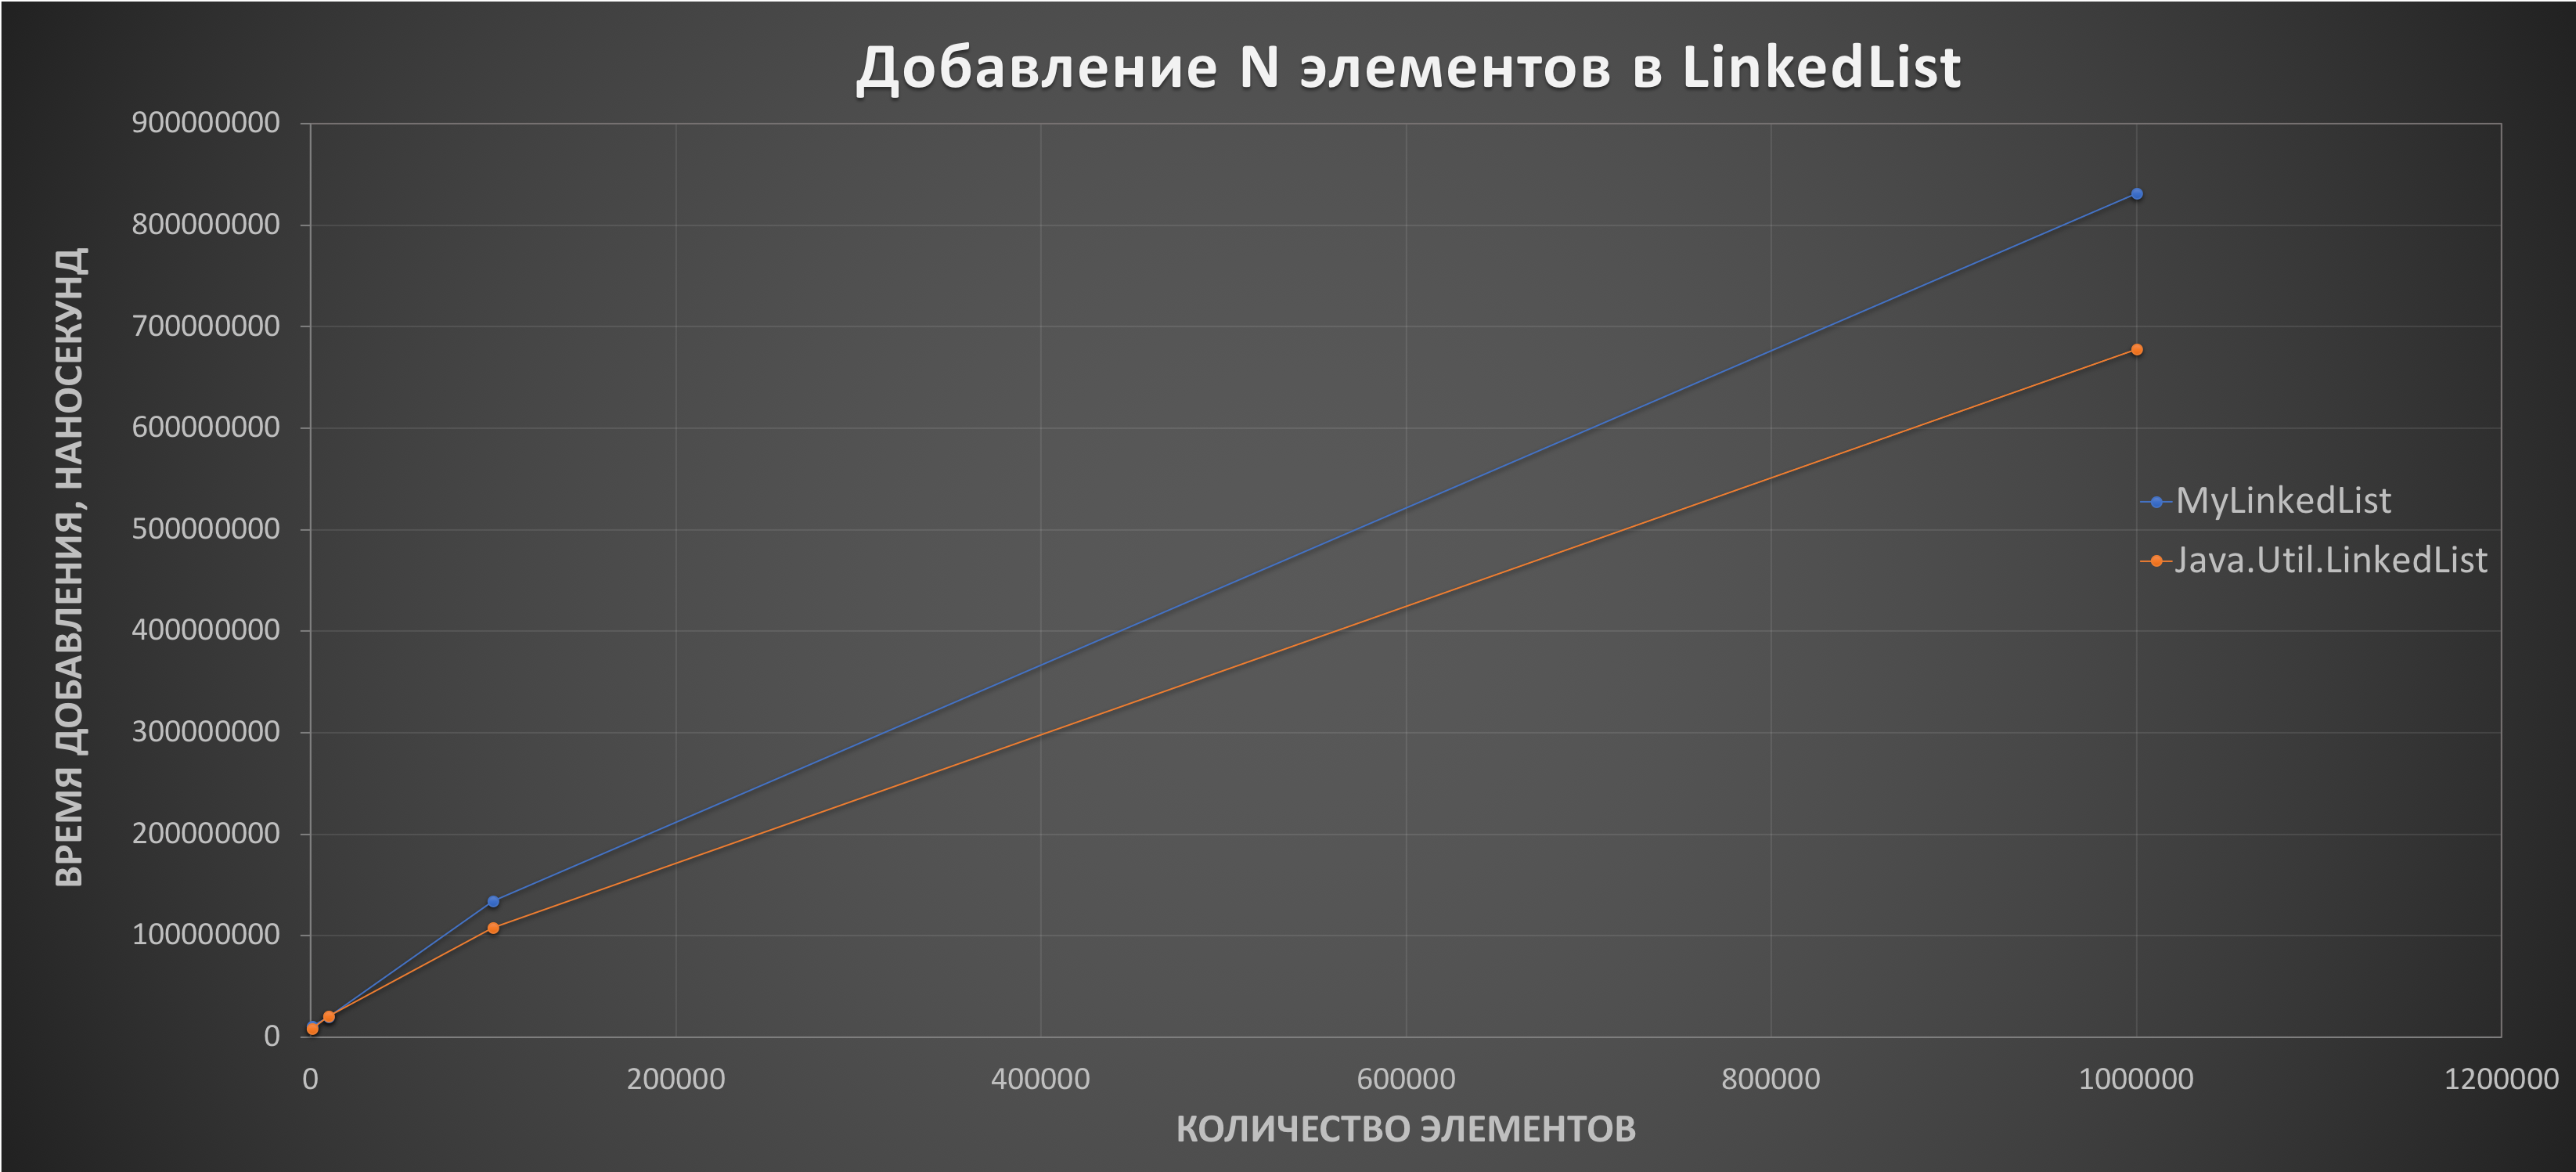 Добавление N элементов в LinkedList
ВРЕМЯ ДОБАВЛЕНИЯ, НАНОСЕКУНД
900000000
800000000
700000000
600000000
500000000
400000000
300000000
200000000
100000000
0
MyLinkedList
Java.Util.LinkedList
0 200000 400000 600000 800000 1000000 1200000
КОЛИЧЕСТВО ЭЛЕМЕНТОВ